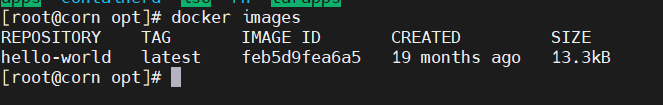 [root@corn opt]# docker images
REPOSITORY TAG IMAGE ID CREATED SIZE
hello-world latest feb5d9fea6a5 19 months ago 13.3kB
[root@corn opt]#